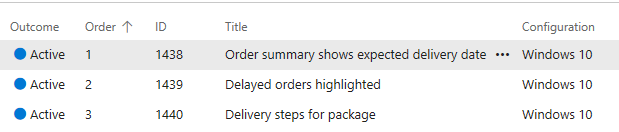 Outcome Order ↑ ID Title Configuration
Active 1 1438 Order summary shows expected delivery date ••• Windows 10
Active 2 1439 Delayed orders highlighted Windows 10
Active 3 1440 Delivery steps for package Windows 10